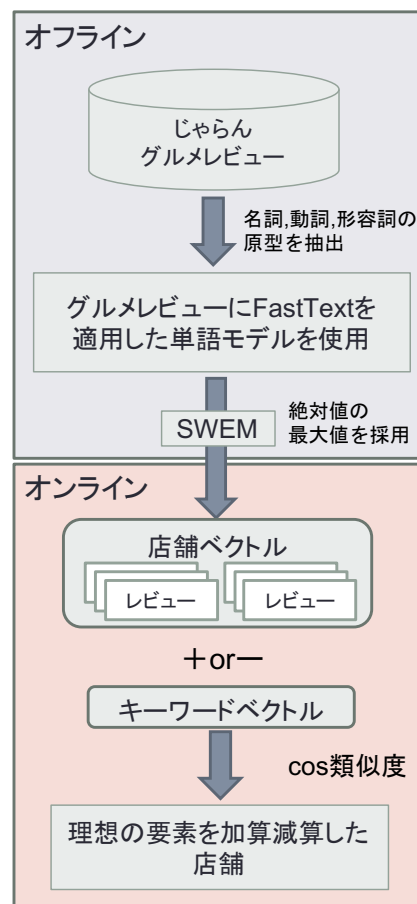 オフライン
じゃらん
グルメレビュー
名詞,動詞,形容詞の
原型を抽出
グルメレビューにFastTextを
適用した単語モデルを使用
SWEM
絶対値の
最大値を採用
オンライン
店舗ベクトル
レビュー
レビュー
＋orー
キーワードベクトル
cos類似度
理想の要素を加算減算した
店舗